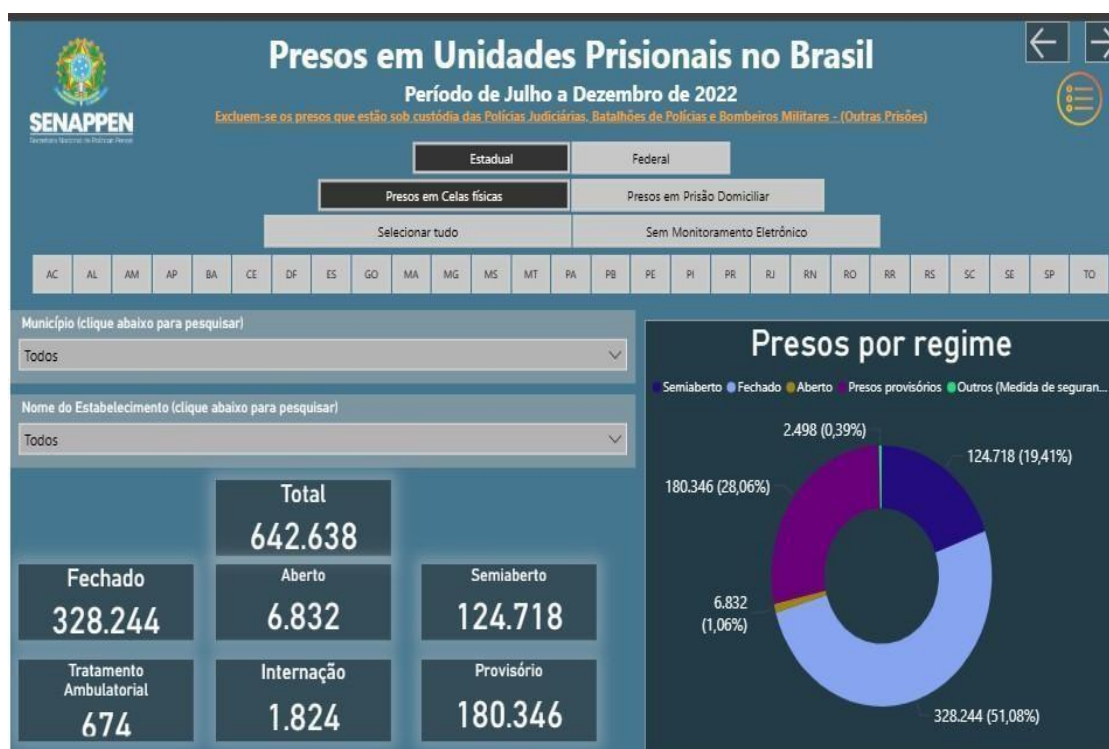 Presos em Unidades Prisionais no Brasil
Período de Julho a Dezembro de 2022
Excluem-se os presos que estão sob custódia das Polícias Judiciárias, Batalhões de Polícias e Bombeiros Militares - (Outras Prisões)
SENAPPEN
Secretaria Nacional de Políticas Penais
Estadual
Federal
Presos em Celas físicas
Presos em Prisão Domiciliar
Selecionar tudo
Sem Monitoramento Eletrônico
AC AL AM AP BA CE DF ES GO MA MG MS MT PA PB PE PI PR RJ RN RO RR RS SC SE SP TO
Município (clique abaixo para pesquisar)
Todos
Nome do Estabelecimento (clique abaixo para pesquisar)
Todos
Total
642.638
Fechado
328.244
Aberto
6.832
Semiaberto
124.718
Tratamento
Ambulatorial
674
Internação
1.824
Provisório
180.346
Presos por regime
Semiaberto Fechado Aberto Presos provisórios Outros (Medida de seguran...
2.498 (0,39%)
124.718 (19,41%)
180.346 (28,06%)
6.832
(1,06%)
328.244 (51,08%)